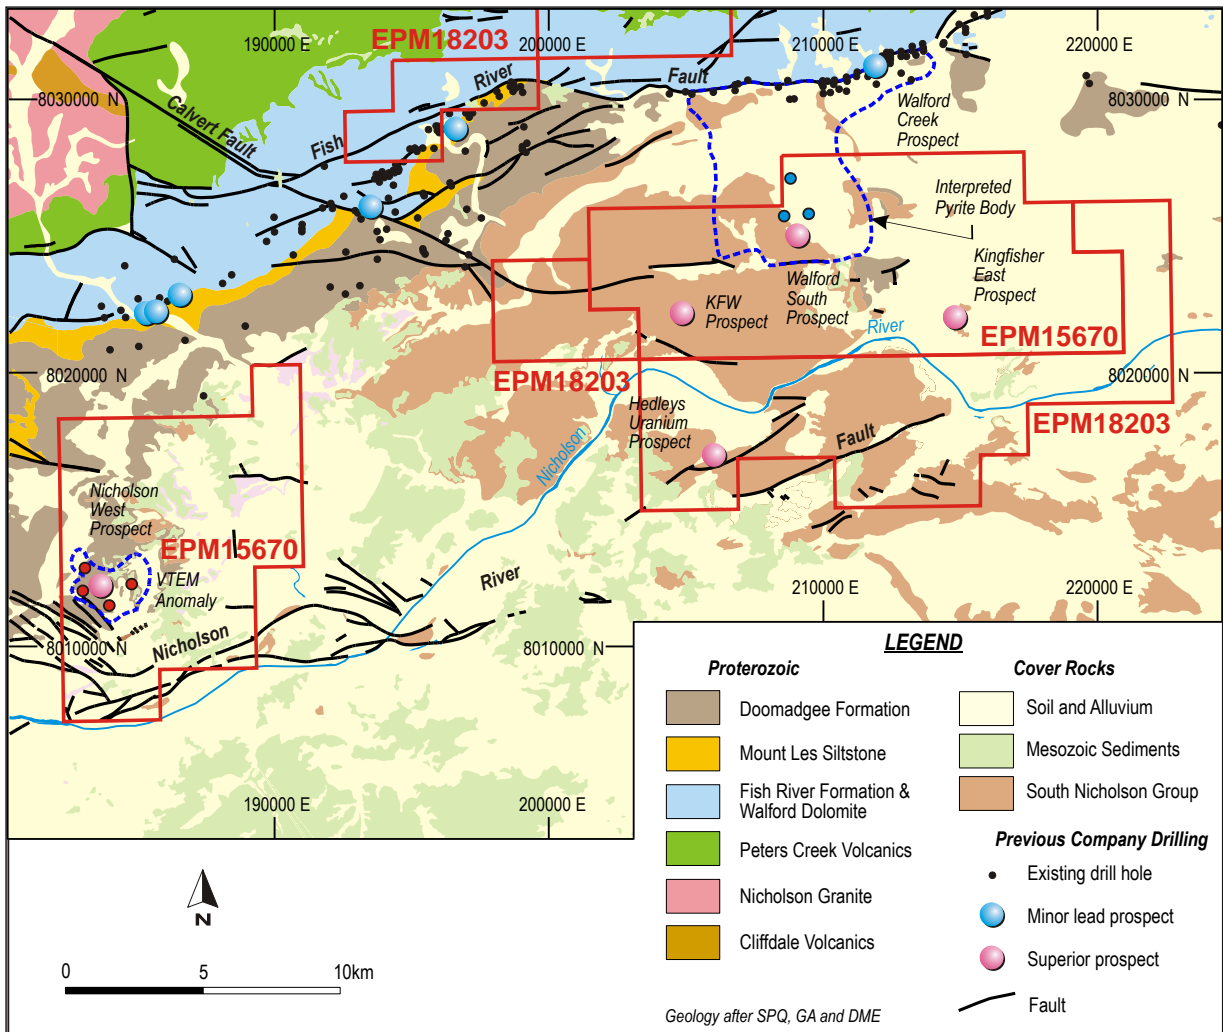 190000 E
200000 E
210000 E
220000 E
EPM18203
8030000 N
8030000 N
Calvert Fault
Fish
River
Fault
Walford
Creek
Prospect
Interpreted
Pyrite Body
Kingfisher
East
Prospect
Walford
South
Prospect
KFW
Prospect
River
EPM15670
8020000 N
8020000 N
EPM18203
Hedleys
Uranium
Prospect
Nicholson
Fault
EPM18203
Nicholson
West
Prospect
EPM15670
VTEM
Anomaly
River
Nicholson
8010000 N
8010000 N
210000 E
220000 E
190000 E
200000 E
LEGEND
Proterozoic
Doomadgee Formation
Mount Les Siltstone
Fish River Formation &
Walford Dolomite
Peters Creek Volcanics
Nicholson Granite
Cliffdale Volcanics
Cover Rocks
Soil and Alluvium
Mesozoic Sediments
South Nicholson Group
Previous Company Drilling
Existing drill hole
Minor lead prospect
Superior prospect
Fault
Geology after SPQ, GA and DME
N
0
5
10km